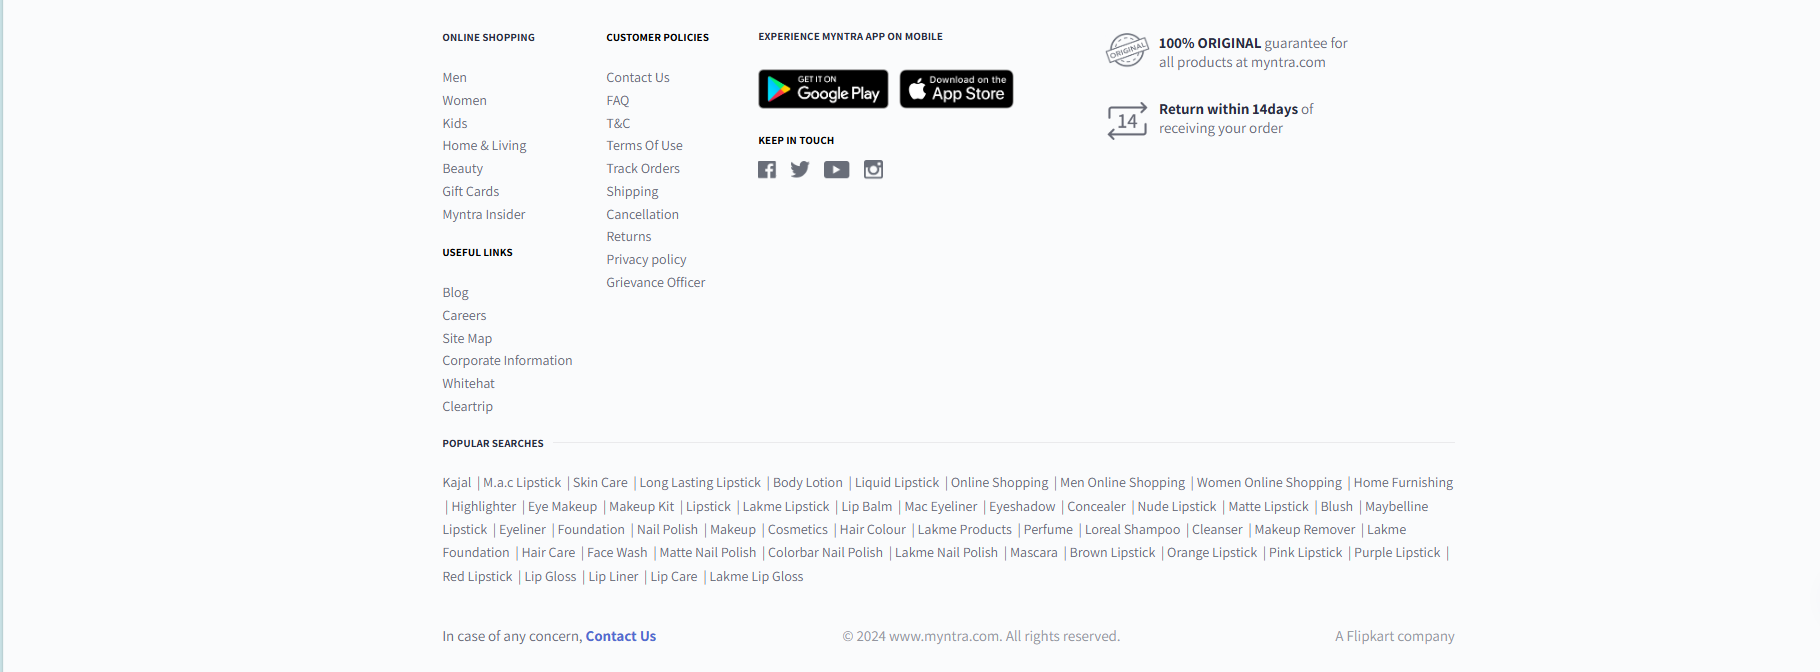 ONLINE SHOPPING
Men
Women
Kids
Home & Living
Beauty
Gift Cards
Myntra Insider
USEFUL LINKS
Blog
Careers
Site Map
Corporate Information
Whitehat
Cleartrip
CUSTOMER POLICIES
Contact Us
FAQ
T&C
Terms Of Use
Track Orders
Shipping
Cancellation
Returns
Privacy policy
Grievance Officer
EXPERIENCE MYNTRA APP ON MOBILE
GET IT ON
Google Play
Download on the
App Store
KEEP IN TOUCH
ORIGINAL
100% ORIGINAL guarantee for
all products at myntra.com
14
Return within 14days of
receiving your order
POPULAR SEARCHES
Kajal | M.a.c Lipstick | Skin Care | Long Lasting Lipstick | Body Lotion | Liquid Lipstick | Online Shopping | Men Online Shopping | Women Online Shopping | Home Furnishing
| Highlighter | Eye Makeup | Makeup Kit | Lipstick | Lakme Lipstick | Lip Balm | Mac Eyeliner | Eyeshadow | Concealer | Nude Lipstick | Matte Lipstick | Blush | Maybelline
Lipstick | Eyeliner | Foundation | Nail Polish | Makeup | Cosmetics | Hair Colour | Lakme Products | Perfume | Loreal Shampoo | Cleanser | Makeup Remover | Lakme
Foundation | Hair Care | Face Wash | Matte Nail Polish | Colorbar Nail Polish | Lakme Nail Polish | Mascara | Brown Lipstick | Orange Lipstick | Pink Lipstick | Purple Lipstick |
Red Lipstick | Lip Gloss | Lip Liner | Lip Care | Lakme Lip Gloss
In case of any concern, Contact Us
© 2024 www.myntra.com. All rights reserved.
A Flipkart company